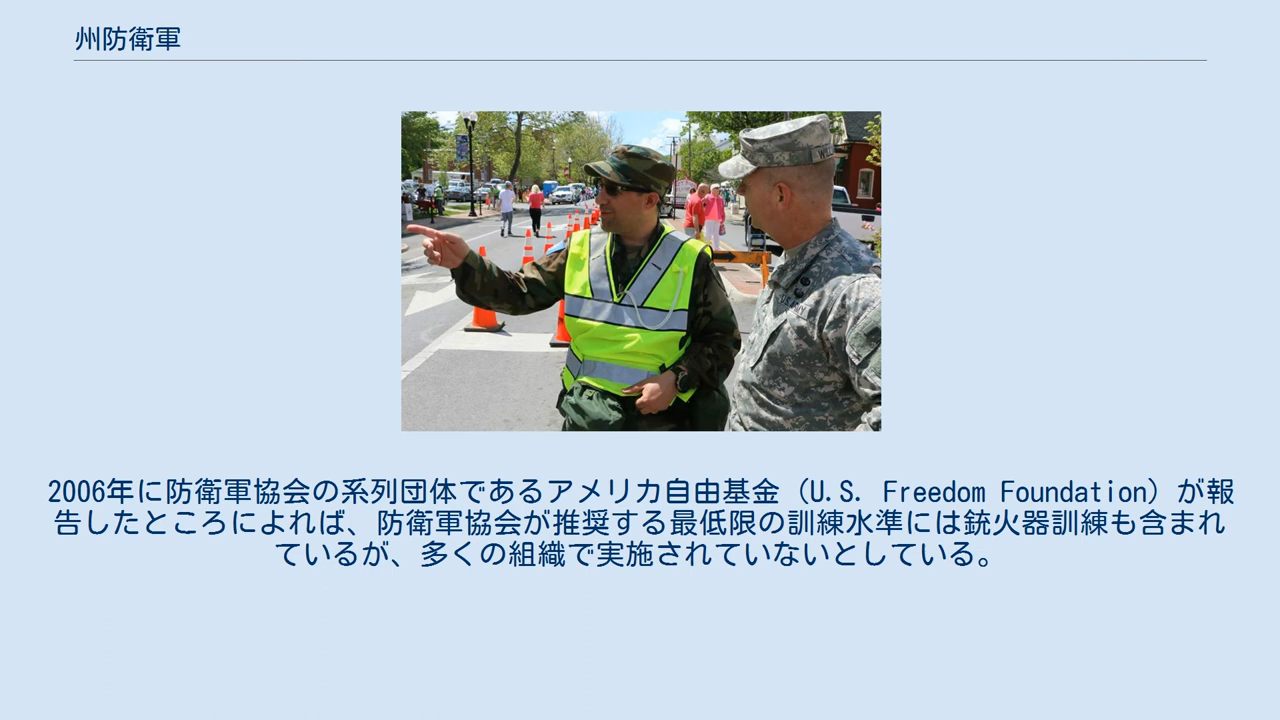 州防衛軍
2006年に防衛軍協会の系列団体であるアメリカ自由基金（U.S. Freedom Foundation）が報
告したところによれば、防衛軍協会が推奨する最低限の訓練水準には銃火器訓練も含まれ
ているが、多くの組織で実施されていないとしている。